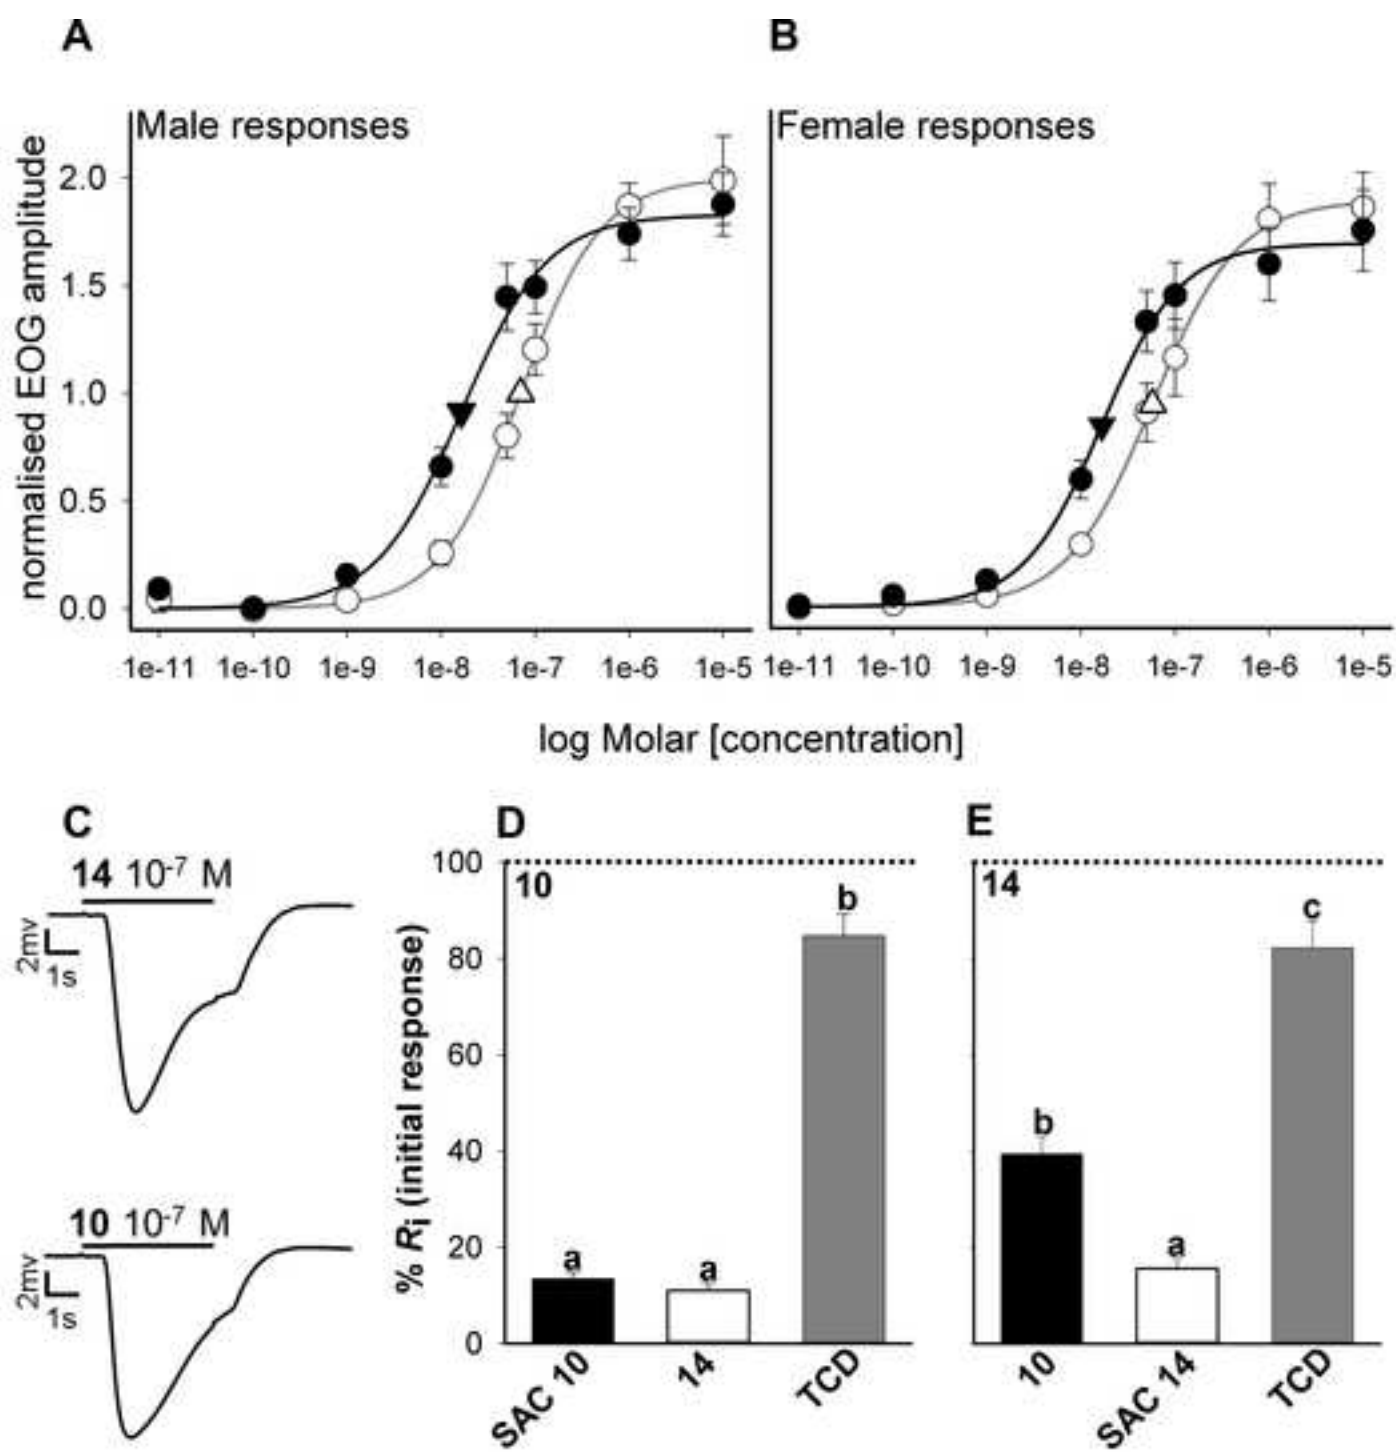 A
B
Male responses
Female responses
normalised EOG amplitude
2.0
1.5
1.0
0.5
0.0
1e-11 1e-10 1e-9 1e-8 1e-7 1e-6 1e-5
1e-11 1e-10 1e-9 1e-8 1e-7 1e-6 1e-5
log Molar [concentration]
C
14 10⁻⁷ M
2mv
1s
10 10⁻⁷ M
2mv
1s
D
% Ri (initial response)
100
80
60
40
20
0
10
a
a
b
SAC 10
14
TCD
E
14
b
a
c
10
SAC 14
TCD